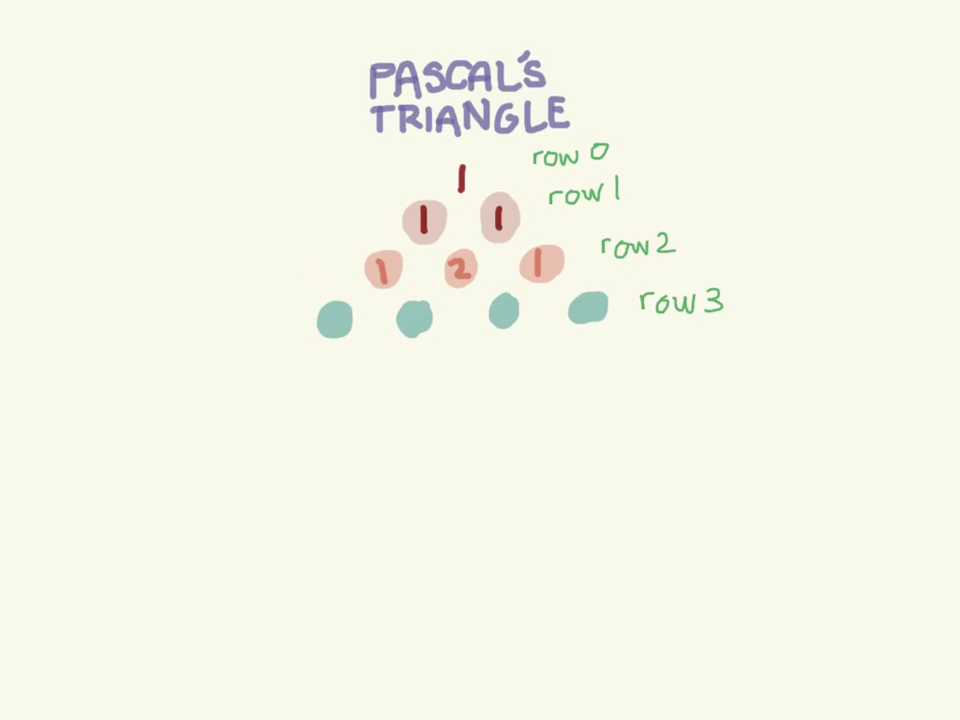 PASCAL'S
TRIANGLE
1 row 0
1 1 row 1
1 2 1 row 2
row 3